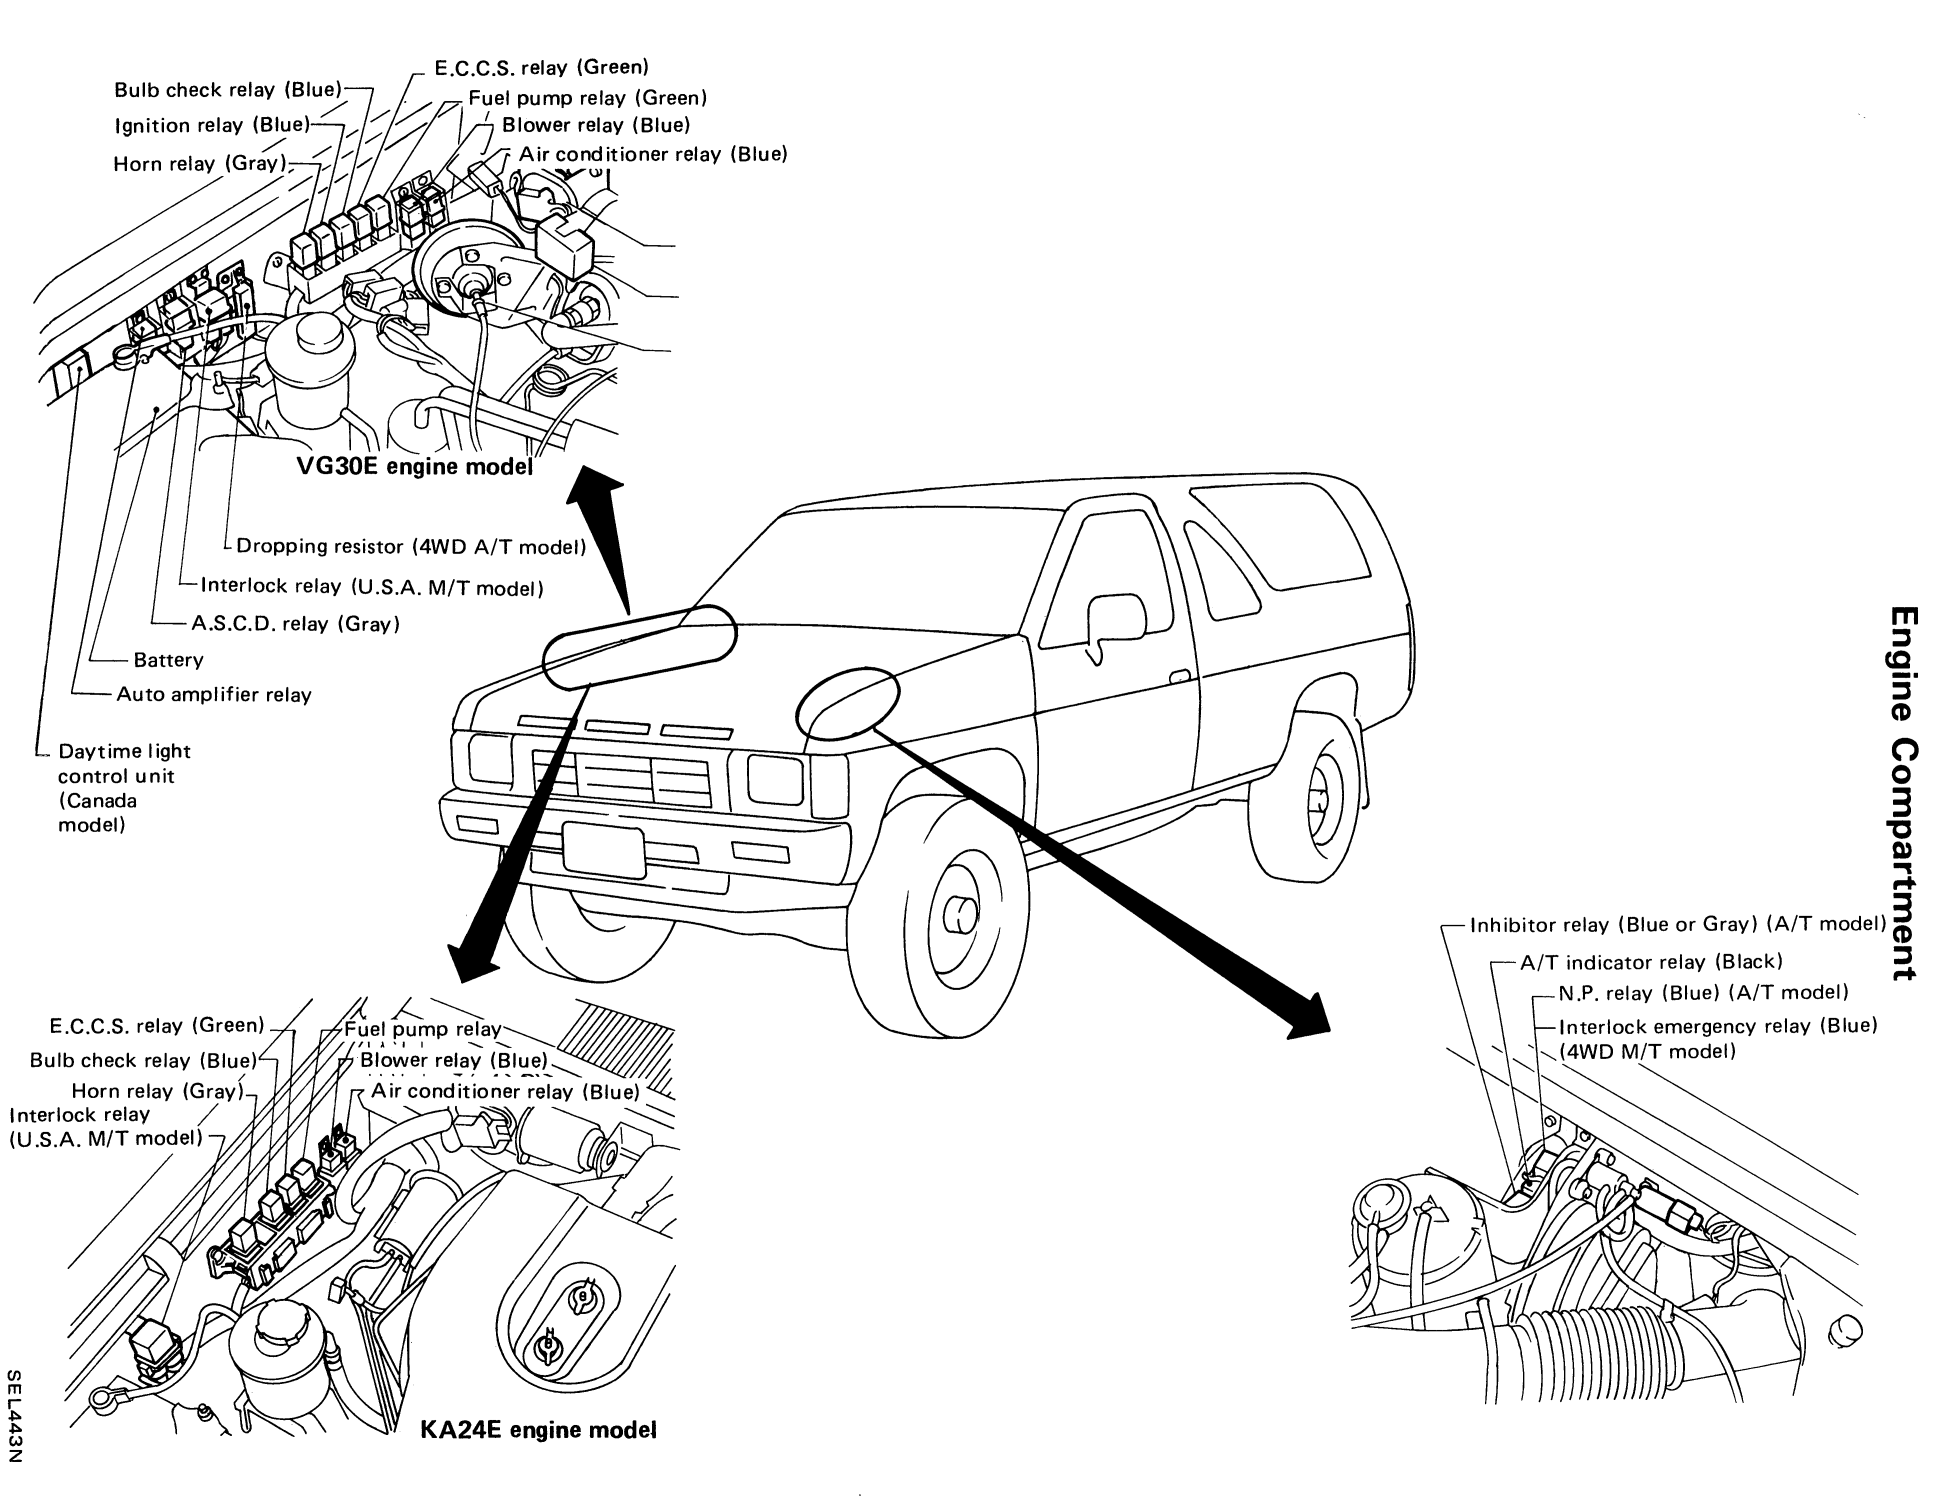 E.C.C.S. relay (Green)
Bulb check relay (Blue)
Fuel pump relay (Green)
Ignition relay (Blue)
Blower relay (Blue)
Horn relay (Gray)
Air conditioner relay (Blue)
VG30E engine model
Dropping resistor (4WD A/T model)
Interlock relay (U.S.A. M/T model)
A.S.C.D. relay (Gray)
Battery
Auto amplifier relay
Daytime light
control unit
(Canada
model)
Engine Compartment
Inhibitor relay (Blue or Gray) (A/T model)
A/T indicator relay (Black)
N.P. relay (Blue) (A/T model)
Interlock emergency relay (Blue)
(4WD M/T model)
E.C.C.S. relay (Green)
Fuel pump relay
Bulb check relay (Blue)
Blower relay (Blue)
Horn relay (Gray)
Air conditioner relay (Blue)
Interlock relay
(U.S.A. M/T model)
KA24E engine model
SEL443N